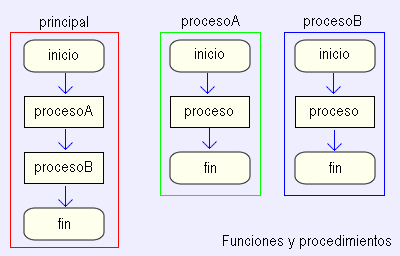 principal
inicio
procesoA
procesoB
fin
procesoA
inicio
proceso
fin
procesoB
inicio
proceso
fin
Funciones y procedimientos